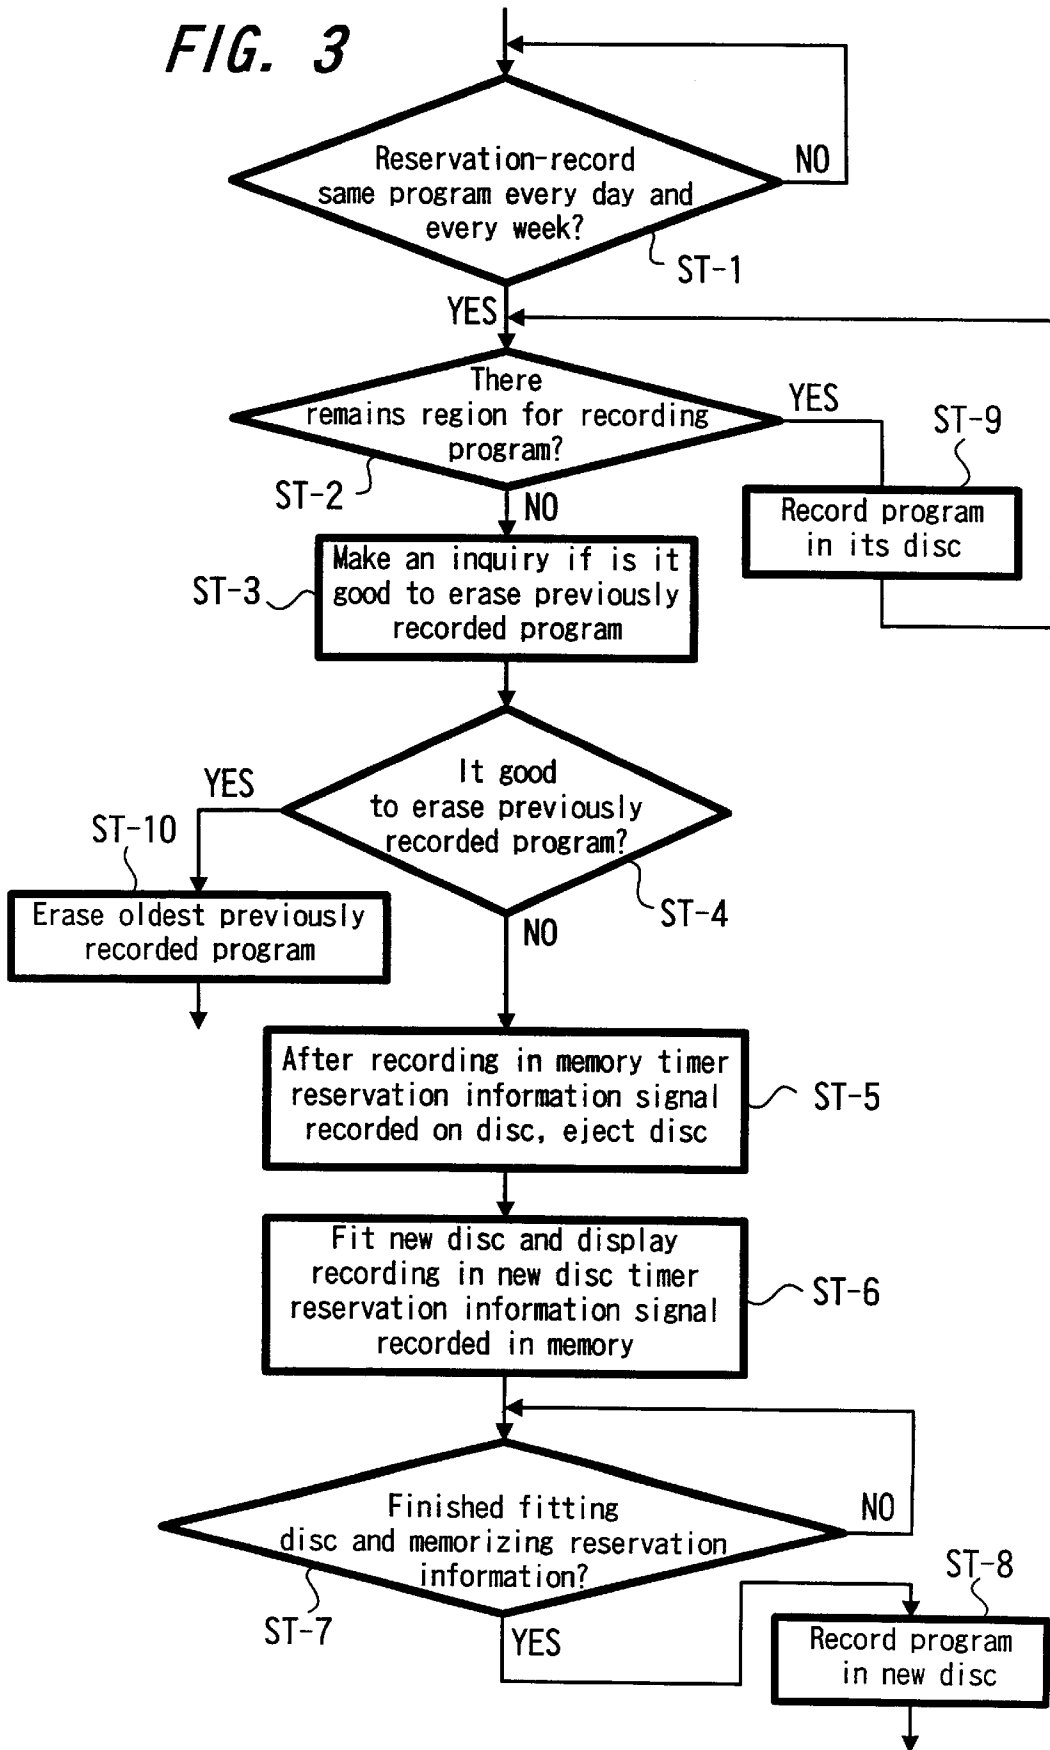 FIG. 3
Reservation-record
same program every day and
every week?
NO
ST-1
YES
There
remains region for recording
program?
YES
ST-9
ST-2
NO
Record program
in its disc
Make an inquiry if is it
good to erase previously
recorded program
ST-3
It good
to erase previously
recorded program?
YES
ST-10
ST-4
NO
Erase oldest previously
recorded program
After recording in memory timer
reservation information signal
recorded on disc, eject disc
ST-5
Fit new disc and display
recording in new disc timer
reservation information signal
recorded in memory
ST-6
Finished fitting
disc and memorizing reservation
information?
NO
ST-7
YES
ST-8
Record program
in new disc